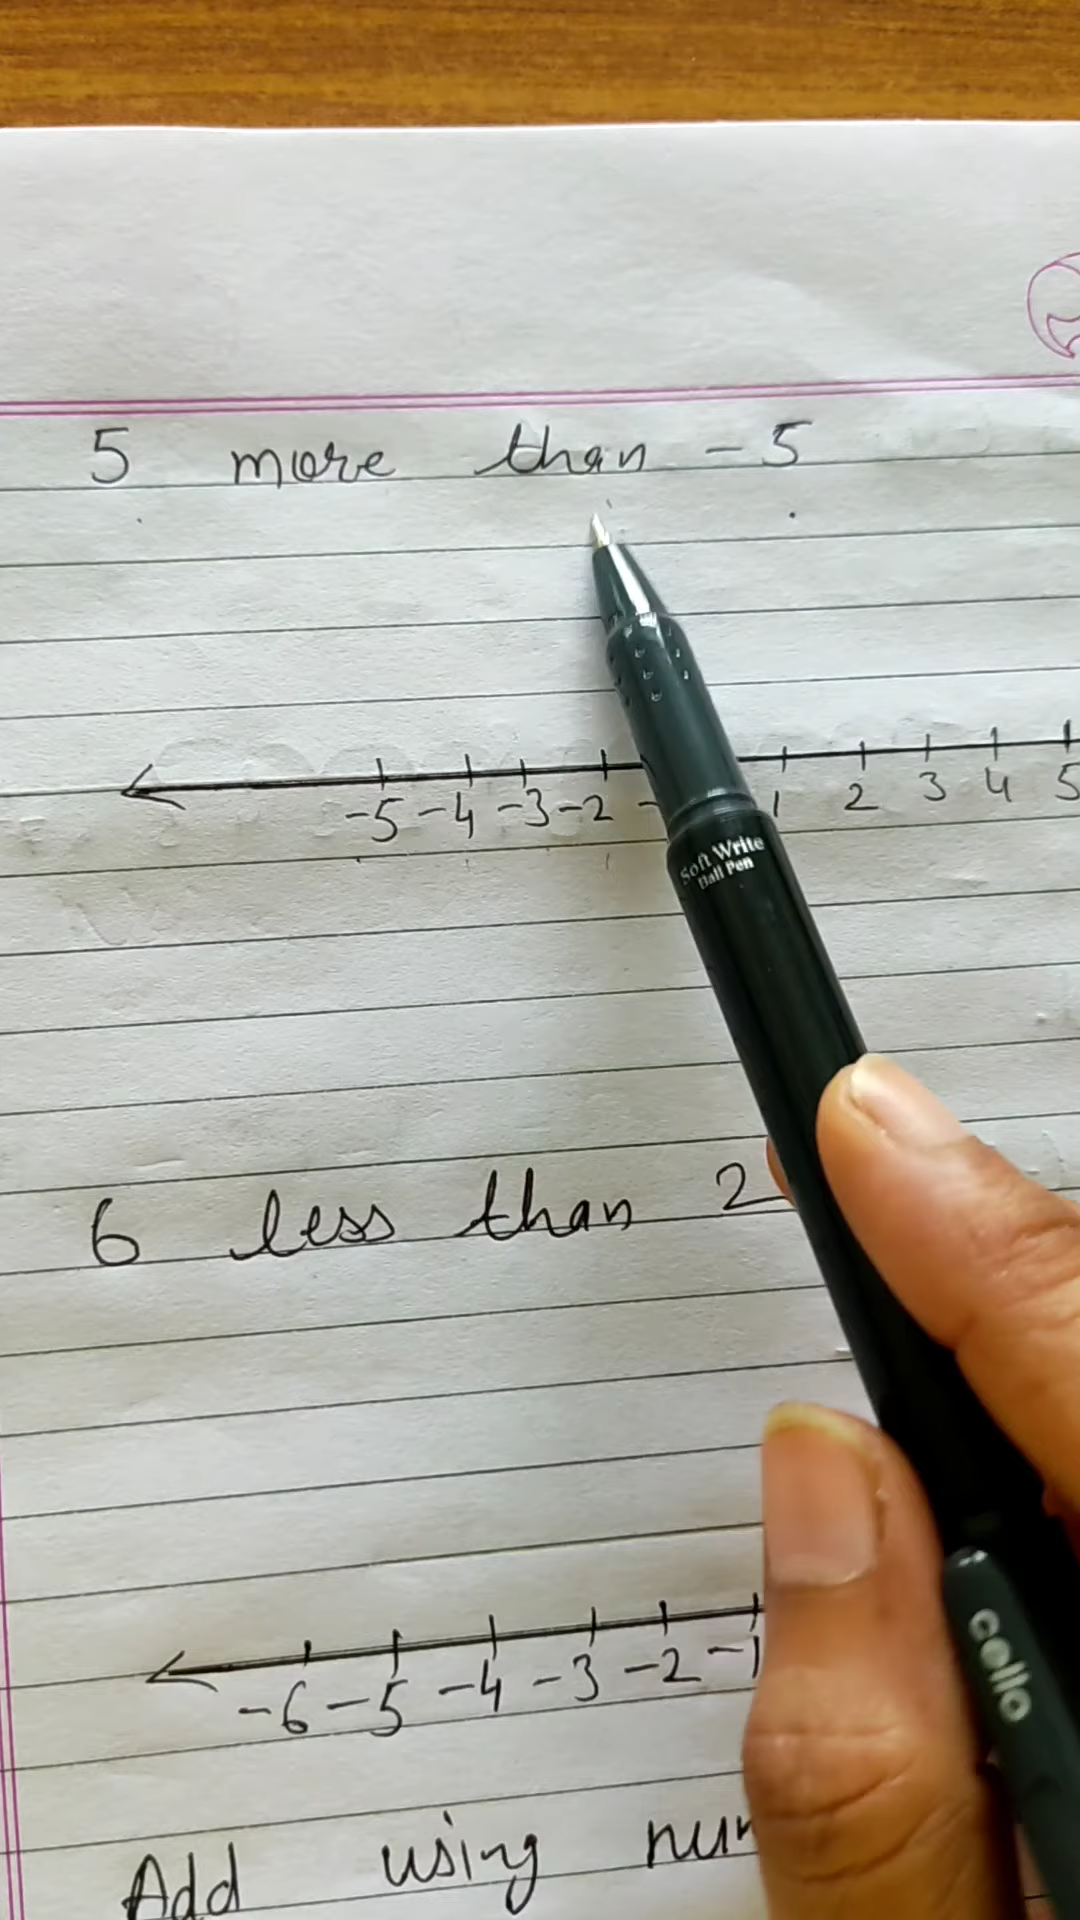 5 more than -5
-5 -4 -3 -2 - 1 2 3 4 5
Soft Write
Ball Pen
6 less than 2
-6 -5 -4 -3 -2 -1
cello
Add using